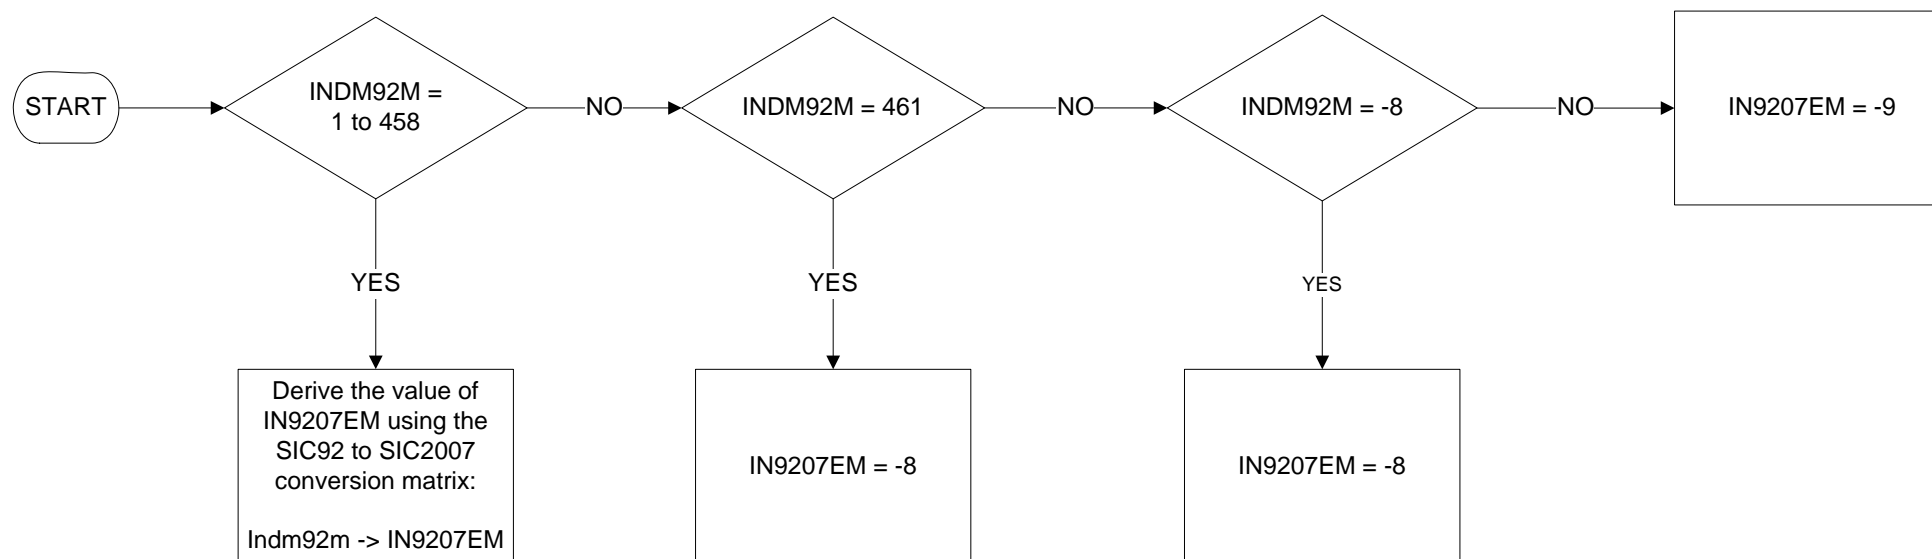 START
INDM92M =
1 to 458
NO
INDM92M = 461
NO
INDM92M = -8
NO
IN9207EM = -9
YES
YES
YES
Derive the value of
IN9207EM using the
SIC92 to SIC2007
conversion matrix:
Indm92m -> IN9207EM
IN9207EM = -8
IN9207EM = -8